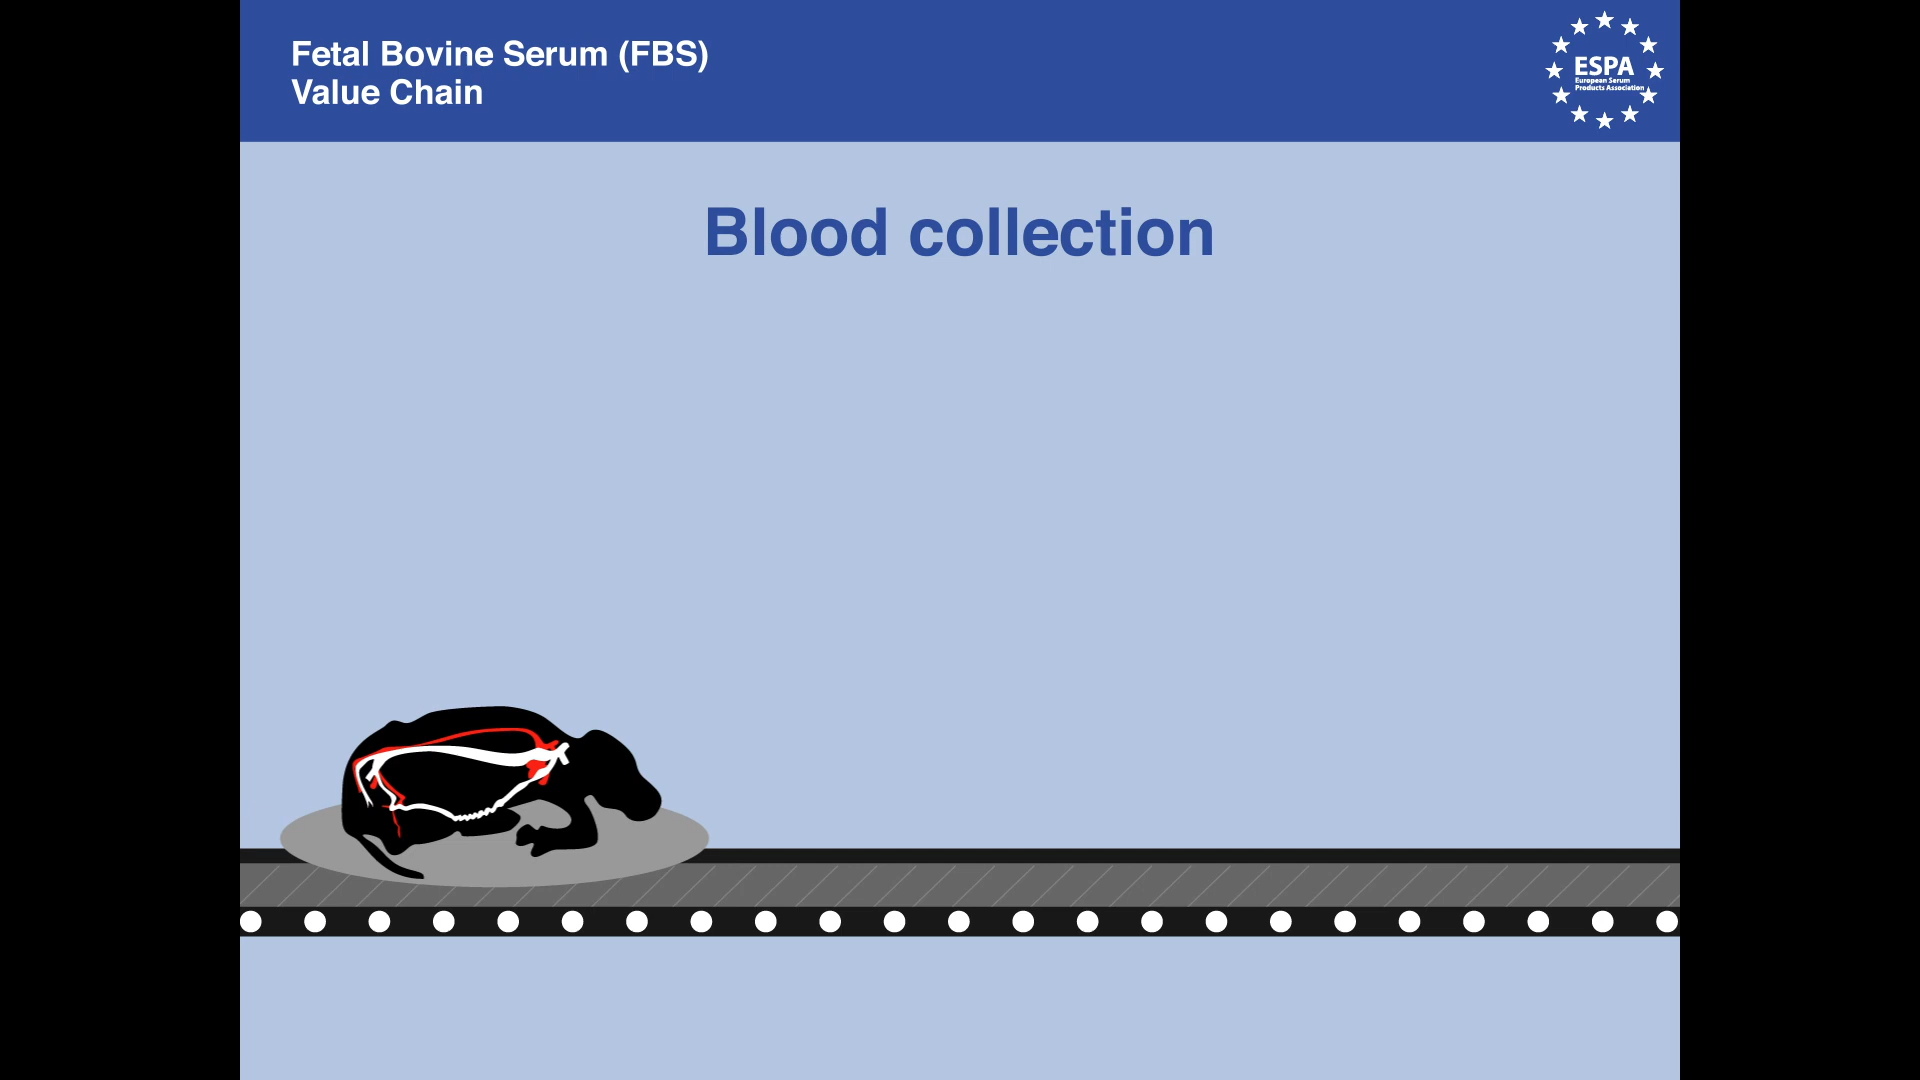 Fetal Bovine Serum (FBS)
Value Chain
ESPA
European Serum
Products Association
Blood collection